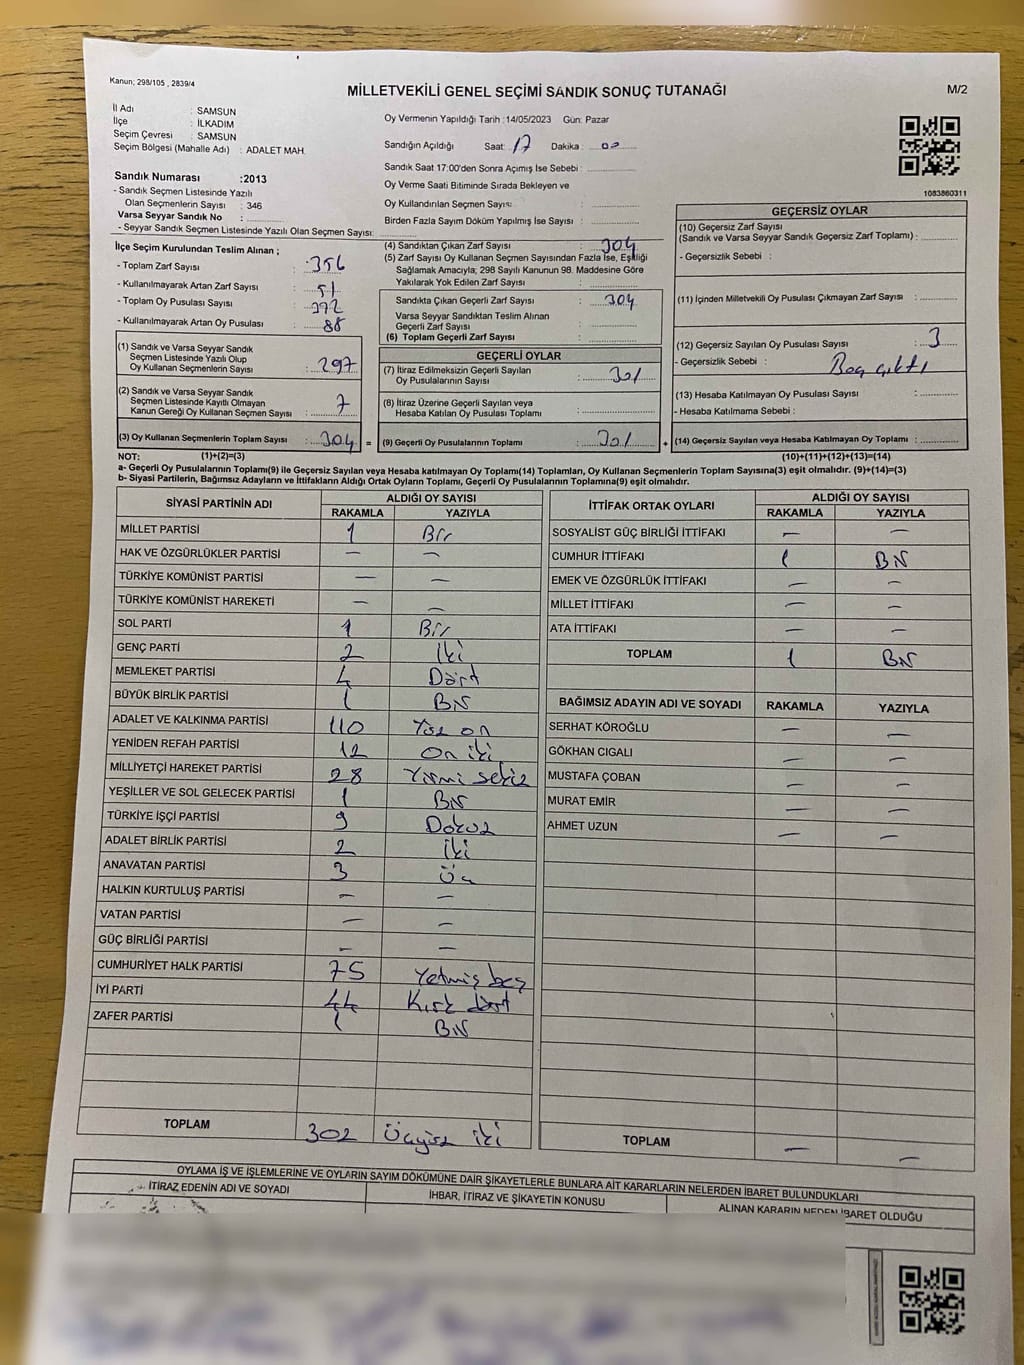 Kanun; 298/105 , 2839/4
MİLLETVEKİLİ GENEL SEÇİMİ SANDIK SONUÇ TUTANAĞI
M/2
İl Adı : SAMSUN
İlçe : İLKADIM
Seçim Çevresi : SAMSUN
Seçim Bölgesi (Mahalle Adı) : ADALET MAH.
Oy Vermenin Yapıldığı Tarih :14/05/2023 Gün: Pazar
Sandığın Açıldığı Saat: 17 Dakika : 00
Sandık Saat 17:00'den Sonra Açımış İse Sebebi :
Oy Verme Saati Bitiminde Sırada Bekleyen ve
Oy Kullandırılan Seçmen Sayısı :
Birden Fazla Sayım Döküm Yapılmış İse Sayısı :
1083860311
Sandık Numarası :2013
- Sandık Seçmen Listesinde Yazılı
Olan Seçmenlerin Sayısı : 346
Varsa Seyyar Sandık No :
- Seyyar Sandık Seçmen Listesinde Yazılı Olan Seçmen Sayısı:
İlçe Seçim Kurulundan Teslim Alınan ;
- Toplam Zarf Sayısı :
- Kullanılmayarak Artan Zarf Sayısı : 51
- Toplam Oy Pusulası Sayısı :
- Kullanılmayarak Artan Oy Pusulası : 88
(1) Sandık ve Varsa Seyyar Sandık
Seçmen Listesinde Yazılı Olup
Oy Kullanan Seçmenlerin Sayısı : 297
(2) Sandık ve Varsa Seyyar Sandık
Seçmen Listesinde Kayıtlı Olmayan
Kanun Gereği Oy Kullanan Seçmen Sayısı : 7
(3) Oy Kullanan Seçmenlerin Toplam Sayısı : 304
(4) Sandıktan Çıkan Zarf Sayısı : 304
(5) Zarf Sayısı Oy Kullanan Seçmen Sayısından Fazla İse, Eşitliği
Sağlamak Amacıyla; 298 Sayılı Kanunun 98. Maddesine Göre
Yakılarak Yok Edilen Zarf Sayısı :
Sandıkta Çıkan Geçerli Zarf Sayısı : 304
Varsa Seyyar Sandıktan Teslim Alınan
Geçerli Zarf Sayısı :
(6) Toplam Geçerli Zarf Sayısı :
GEÇERLİ OYLAR
(7) İtiraz Edilmeksizin Geçerli Sayılan
Oy Pusulalarının Sayısı : 301
(8) İtiraz Üzerine Geçerli Sayılan veya
Hesaba Katılan Oy Pusulası Toplamı :
= (9) Geçerli Oy Pusulalarının Toplamı : 301
GEÇERSİZ OYLAR
(10) Geçersiz Zarf Sayısı
(Sandık ve Varsa Seyyar Sandık Geçersiz Zarf Toplamı) :
- Geçersizlik Sebebi :
(11) İçinden Milletvekili Oy Pusulası Çıkmayan Zarf Sayısı :
(12) Geçersiz Sayılan Oy Pusulası Sayısı : 3
- Geçersizlik Sebebi : Boş çıktı
(13) Hesaba Katılmayan Oy Pusulası Sayısı :
- Hesaba Katılmama Sebebi :
+ (14) Geçersiz Sayılan veya Hesaba Katılmayan Oy Toplamı :
NOT: (1)+(2)=(3)
(10)+(11)+(12)+(13)=(14)
a- Geçerli Oy Pusulalarının Toplamı(9) ile Geçersiz Sayılan veya Hesaba katılmayan Oy Toplamı(14) Toplamları, Oy Kullanan Seçmenlerin Toplam Sayısına(3) eşit olmalıdır. (9)+(14)=(3)
b- Siyasi Partilerin, Bağımsız Adayların ve İttifakların Aldığı Ortak Oyların Toplamı, Geçerli Oy Pusulalarının Toplamına(9) eşit olmalıdır.
SİYASİ PARTİNİN ADI ALDIĞI OY SAYISI
RAKAMLA YAZIYLA
MİLLET PARTİSİ 1 Bir
HAK VE ÖZGÜRLÜKLER PARTİSİ — —
TÜRKİYE KOMÜNİST PARTİSİ — —
TÜRKİYE KOMÜNİST HAREKETİ — —
SOL PARTİ 1 Bir
GENÇ PARTİ 2 İki
MEMLEKET PARTİSİ 4 Dört
BÜYÜK BİRLİK PARTİSİ 1 Bir
ADALET VE KALKINMA PARTİSİ 110 Yüz on
YENİDEN REFAH PARTİSİ 12 On iki
MİLLİYETÇİ HAREKET PARTİSİ 28 Yirmi sekiz
YEŞİLLER VE SOL GELECEK PARTİSİ 1 Bir
TÜRKİYE İŞÇİ PARTİSİ 9 Dokuz
ADALET BİRLİK PARTİSİ 2 İki
ANAVATAN PARTİSİ 3 Üç
HALKIN KURTULUŞ PARTİSİ — —
VATAN PARTİSİ — —
GÜÇ BİRLİĞİ PARTİSİ — —
CUMHURİYET HALK PARTİSİ 75 Yetmiş beş
İYİ PARTİ 44 Kırk dört
ZAFER PARTİSİ 1 Bir
TOPLAM 302 Üçyüz iki
İTTİFAK ORTAK OYLARI ALDIĞI OY SAYISI
RAKAMLA YAZIYLA
SOSYALİST GÜÇ BİRLİĞİ İTTİFAKI — —
CUMHUR İTTİFAKI 1 Bir
EMEK VE ÖZGÜRLÜK İTTİFAKI — —
MİLLET İTTİFAKI — —
ATA İTTİFAKI — —
TOPLAM 1 Bir
BAĞIMSIZ ADAYIN ADI VE SOYADI RAKAMLA YAZIYLA
SERHAT KÖROĞLU — —
GÖKHAN CIGALI — —
MUSTAFA ÇOBAN — —
MURAT EMİR — —
AHMET UZUN — —
TOPLAM — —
OYLAMA İŞ VE İŞLEMLERİNE VE OYLARIN SAYIM DÖKÜMÜNE DAİR ŞİKAYETLERLE BUNLARA AİT KARARLARIN NELERDEN İBARET BULUNDUKLARI
İTİRAZ EDENİN ADI VE SOYADI
İHBAR, İTİRAZ VE ŞİKAYETİN KONUSU
ALINAN KARARIN NEDEN İBARET OLDUĞU